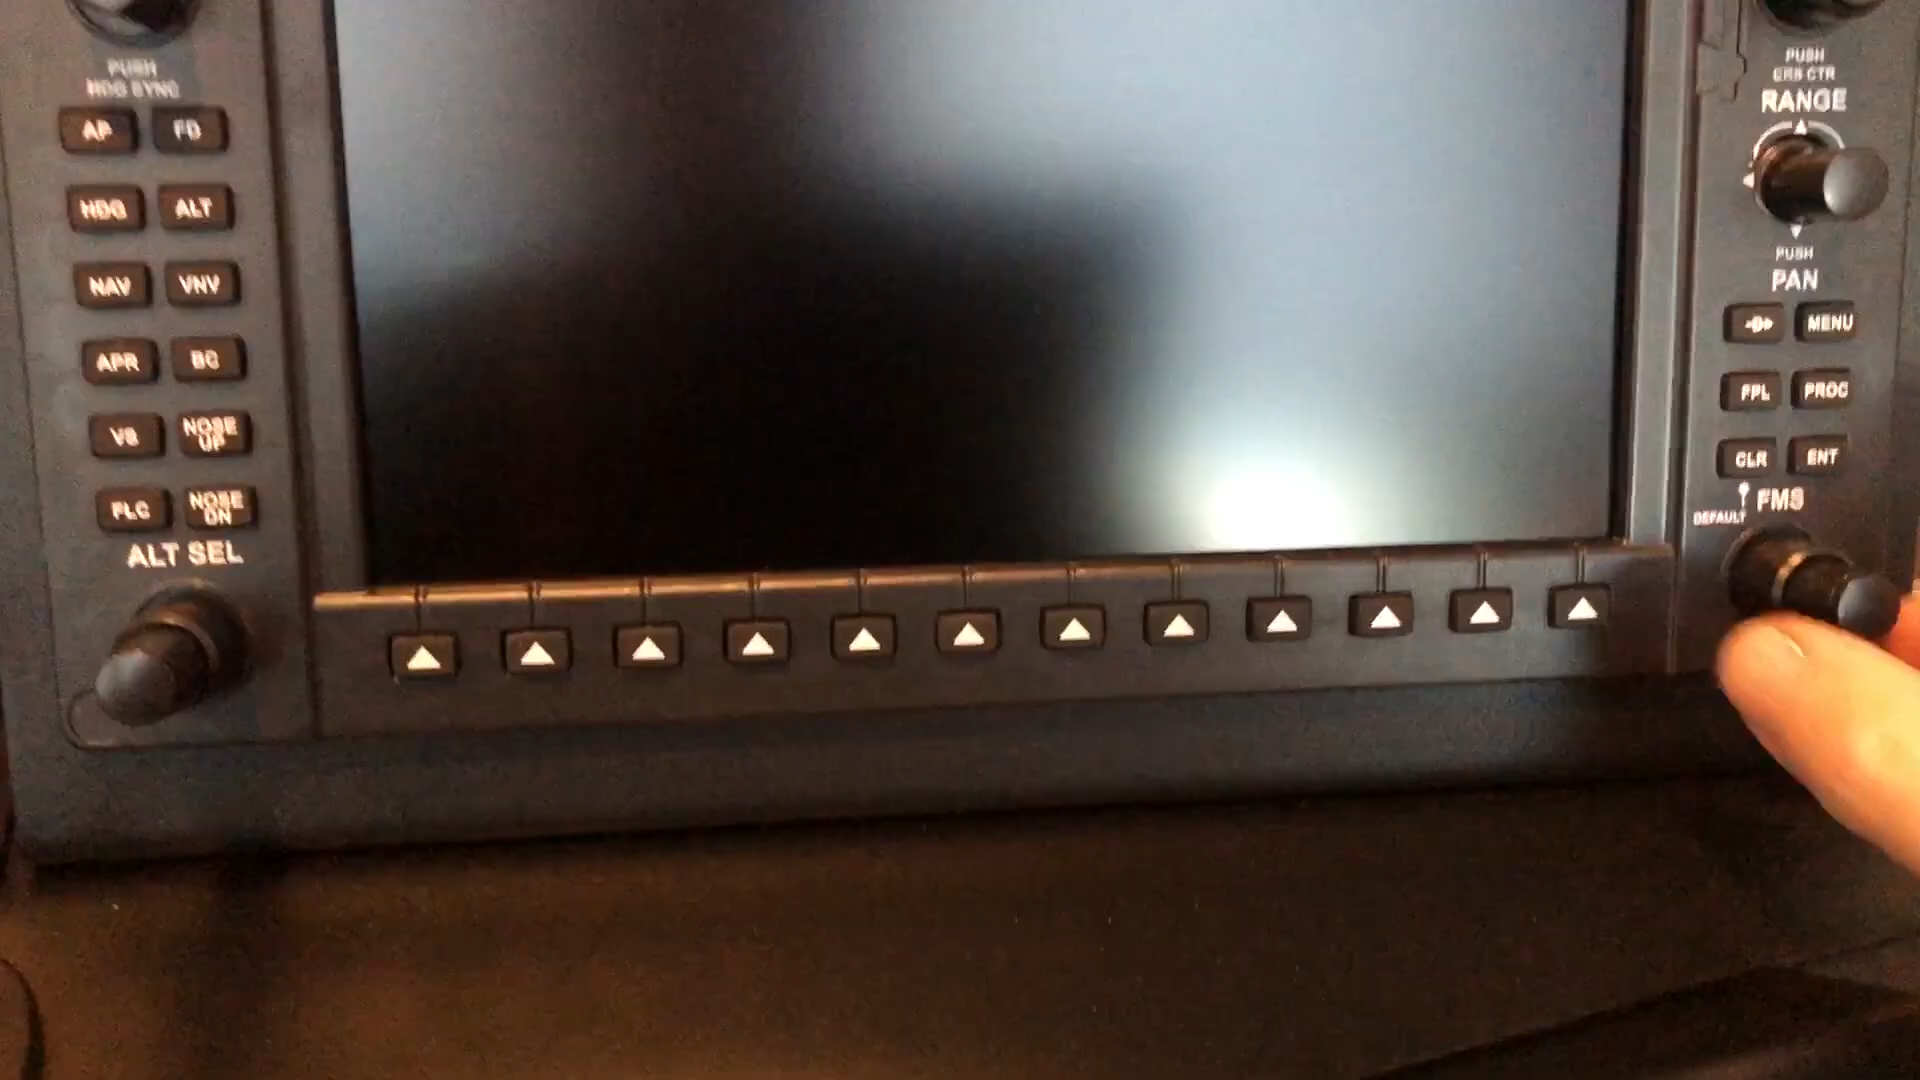 PUSH
HDG SYNC
AP FD
HDG ALT
NAV VNV
APR BC
VS NOSE UP
FLC NOSE DN
ALT SEL
PUSH
CRS CTR
RANGE
PUSH
PAN
D MENU
FPL PROC
CLR ENT
DEFAULT FMS